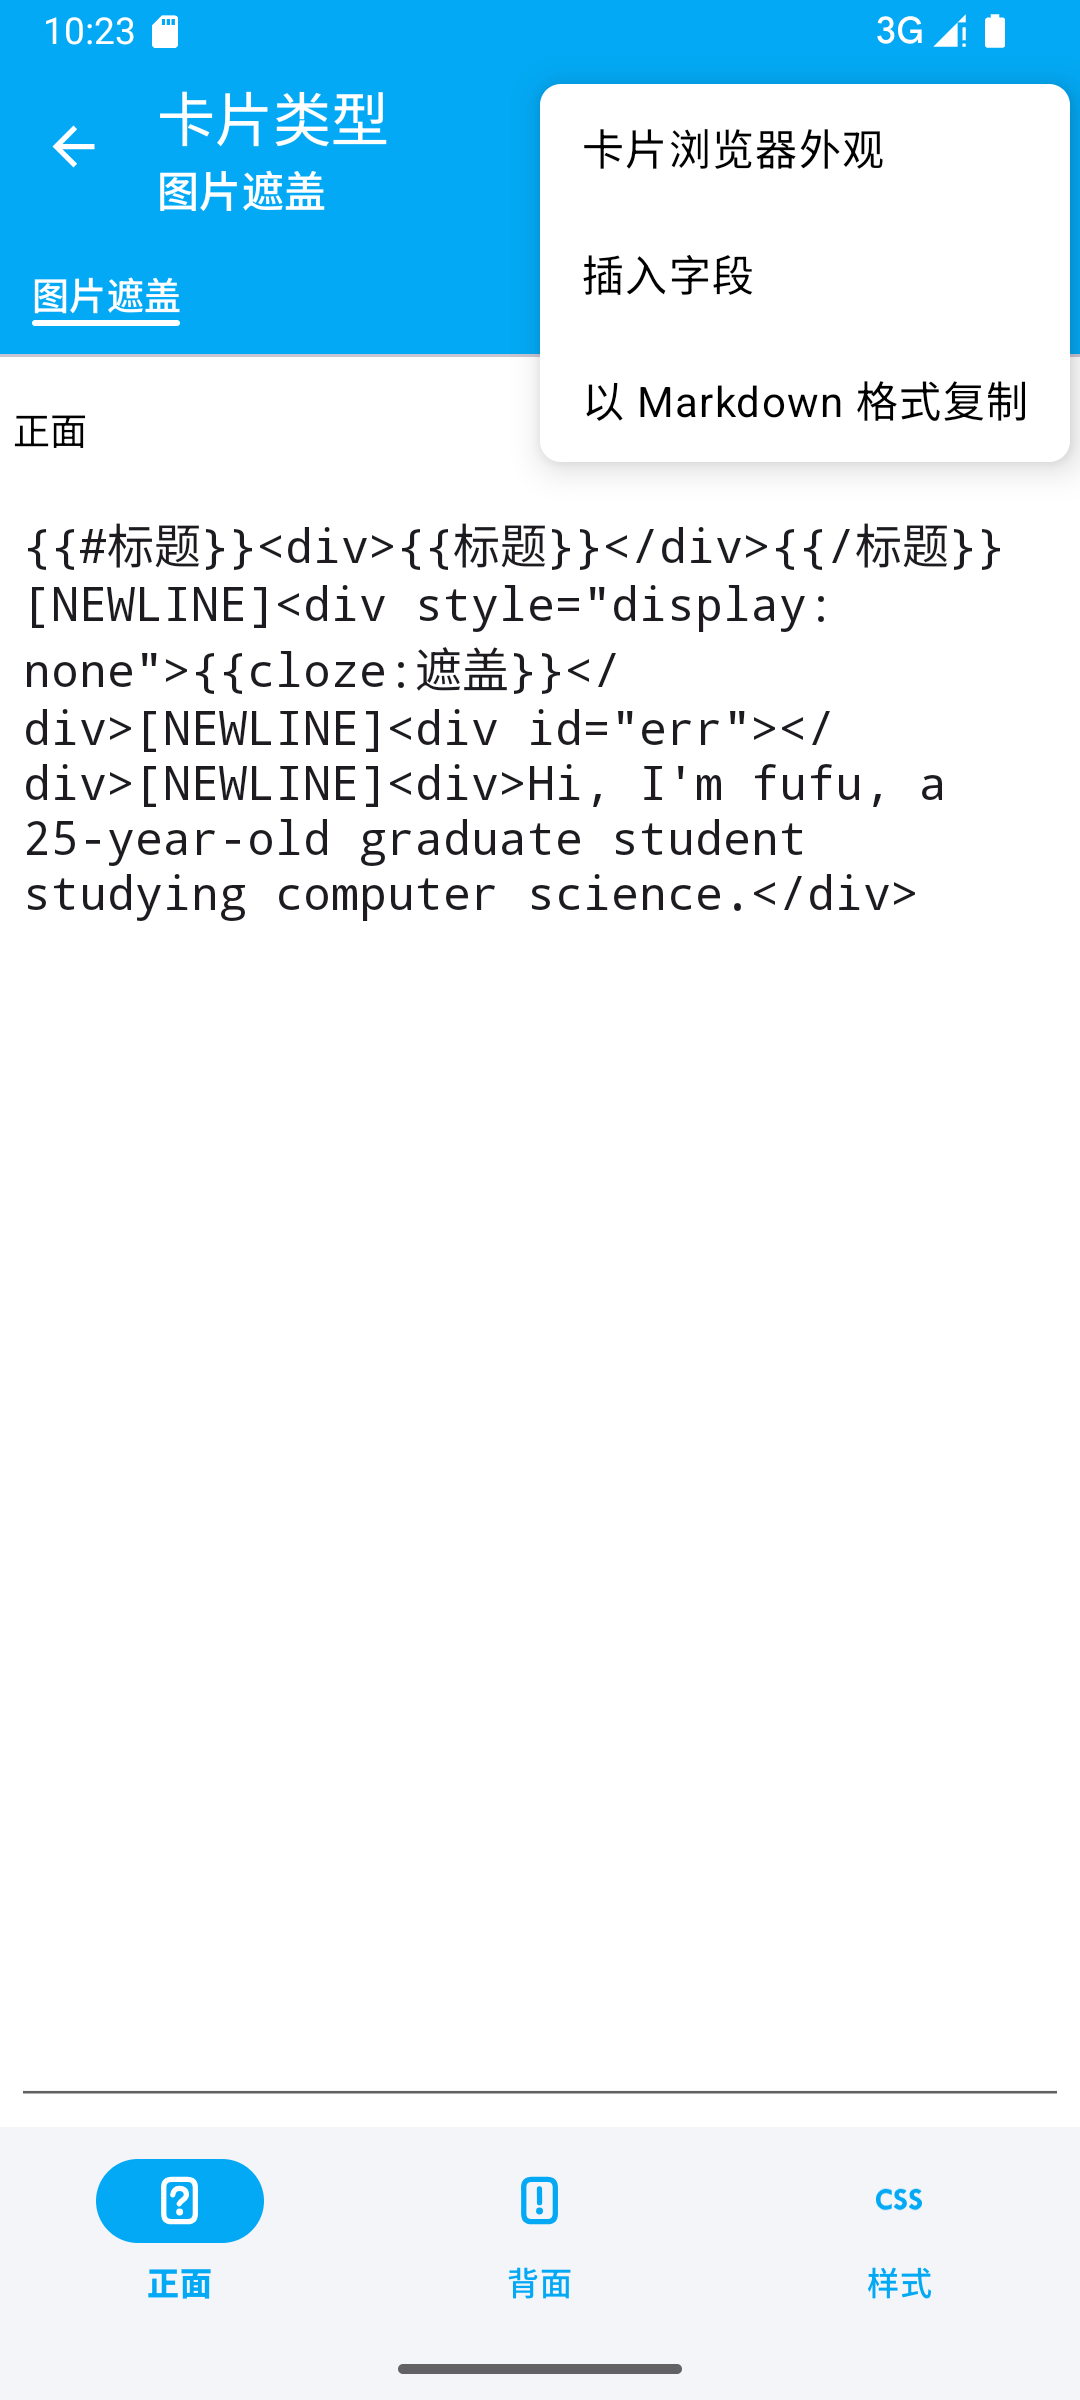 10:23
3G
卡片类型
图片遮盖
图片遮盖
卡片浏览器外观
插入字段
以 Markdown 格式复制
正面
{{#标题}}<div>{{标题}}</div>{{/标题}}
[NEWLINE]<div style="display:
none">{{cloze:遮盖}}</
div>[NEWLINE]<div id="err"></
div>[NEWLINE]<div>Hi, I'm fufu, a
25-year-old graduate student
studying computer science.</div>
正面
背面
CSS
样式